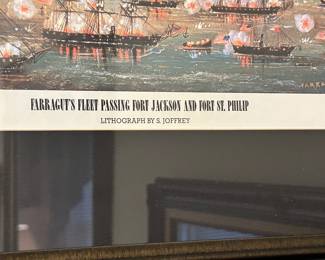 FARRAGUT'S FLEET PASSING FORT JACKSON AND FORT ST. PHILIP
LITHOGRAPH BY S. JOFFREY